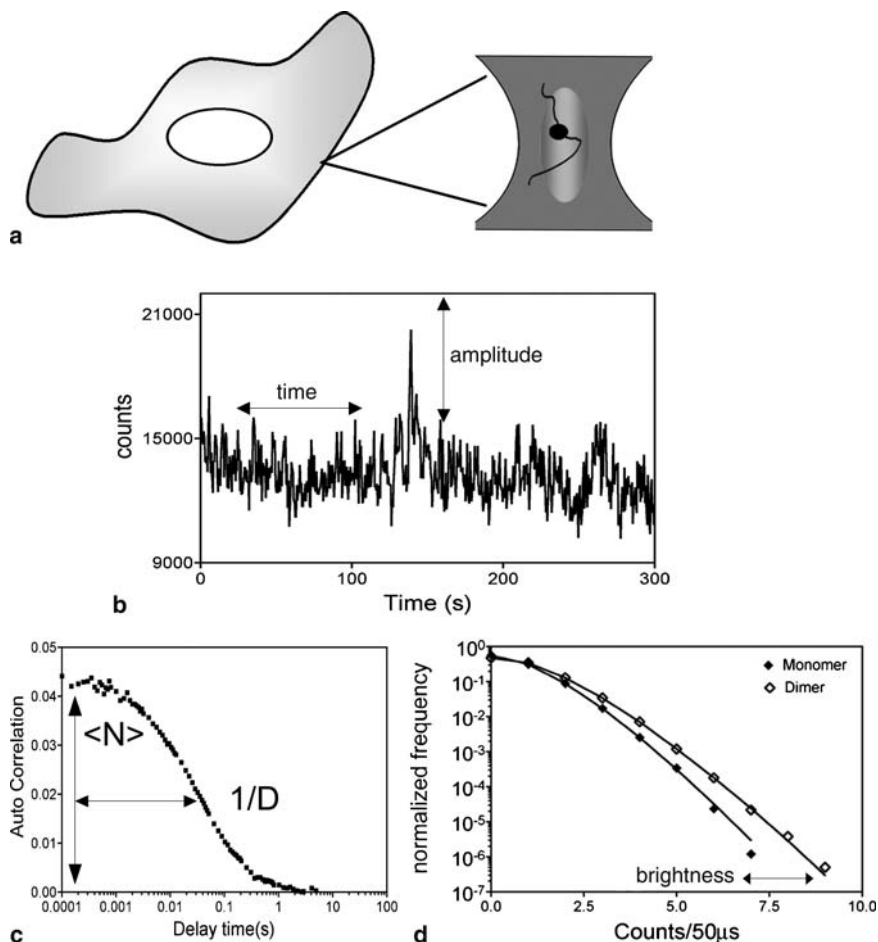 a
21000
15000
9000
counts
time
amplitude
0 100 200 300
Time (s)
b
0.05
0.04
0.03
0.02
0.01
0.00
Auto Correlation
<N>
1/D
0.0001 0.001 0.01 0.1 1 10 100
Delay time(s)
c
10^0
10^-1
10^-2
10^-3
10^-4
10^-5
10^-6
10^-7
normalized frequency
Monomer
Dimer
brightness
0.0 2.5 5.0 7.5 10.0
Counts/50µs
d